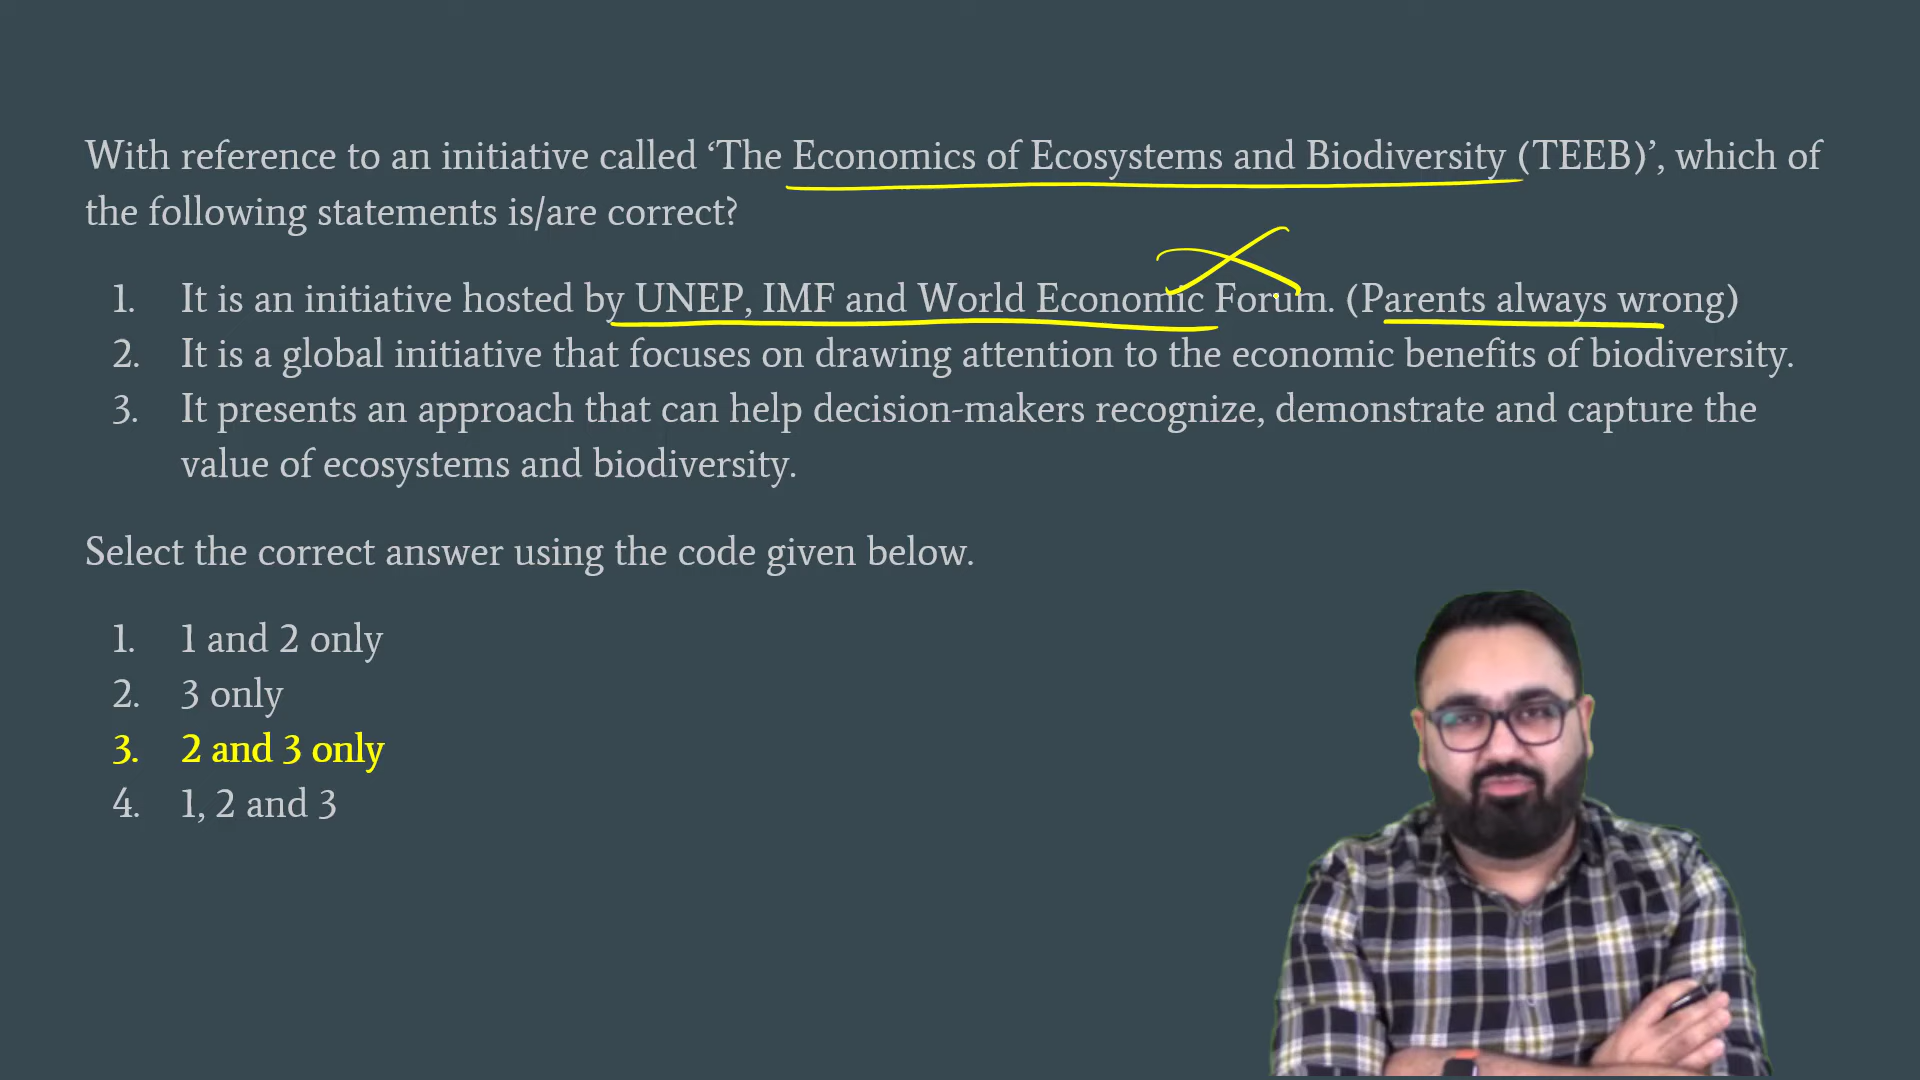 With reference to an initiative called ‘The Economics of Ecosystems and Biodiversity (TEEB)’, which of
the following statements is/are correct?
1. It is an initiative hosted by UNEP, IMF and World Economic Forum. (Parents always wrong)
2. It is a global initiative that focuses on drawing attention to the economic benefits of biodiversity.
3. It presents an approach that can help decision-makers recognize, demonstrate and capture the
value of ecosystems and biodiversity.
Select the correct answer using the code given below.
1. 1 and 2 only
2. 3 only
3. 2 and 3 only
4. 1, 2 and 3